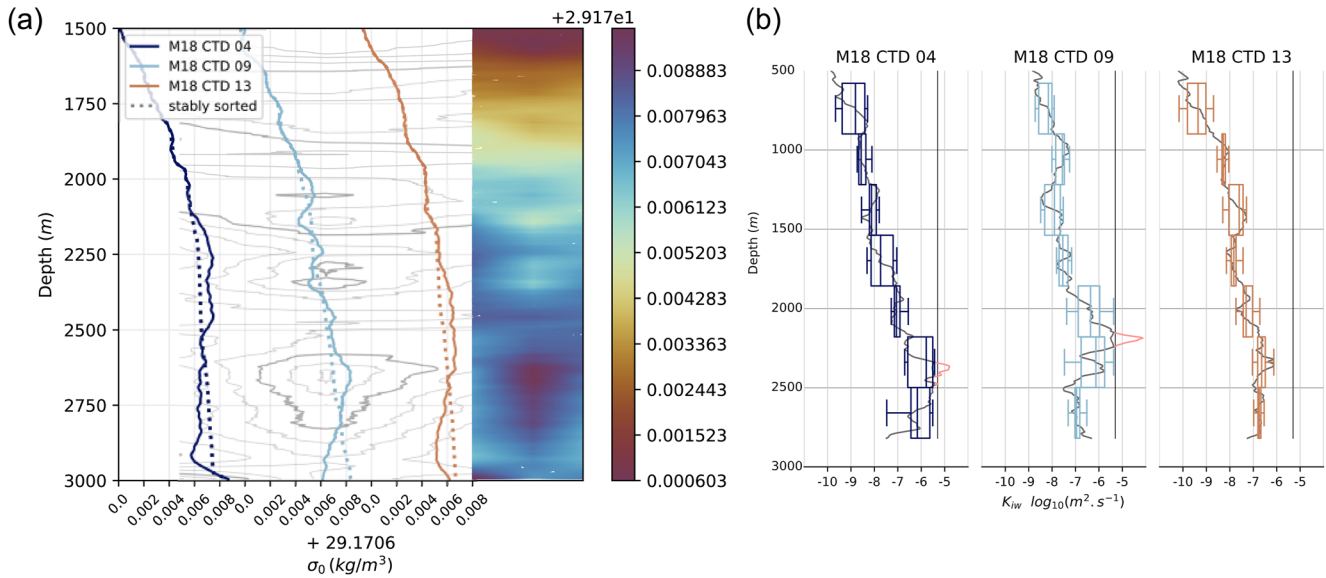 (a)
+2.917e1
1500
1750
2000
2250
2500
2750
3000
Depth (m)
M18 CTD 04
M18 CTD 09
M18 CTD 13
stably sorted
0.0
0.002
0.004
0.006
0.0
0.002
0.004
0.006
0.0
0.002
0.004
0.006
0.008
+ 29.1706
σ₀ (kg/m³)
0.008883
0.007963
0.007043
0.006123
0.005203
0.004283
0.003363
0.002443
0.001523
0.000603
(b)
M18 CTD 04 M18 CTD 09 M18 CTD 13
500
1000
1500
2000
2500
3000
Depth (m)
-10 -9 -8 -7 -6 -5 -10 -9 -8 -7 -6 -5 -10 -9 -8 -7 -6 -5
K_iw log₁₀(m².s⁻¹)